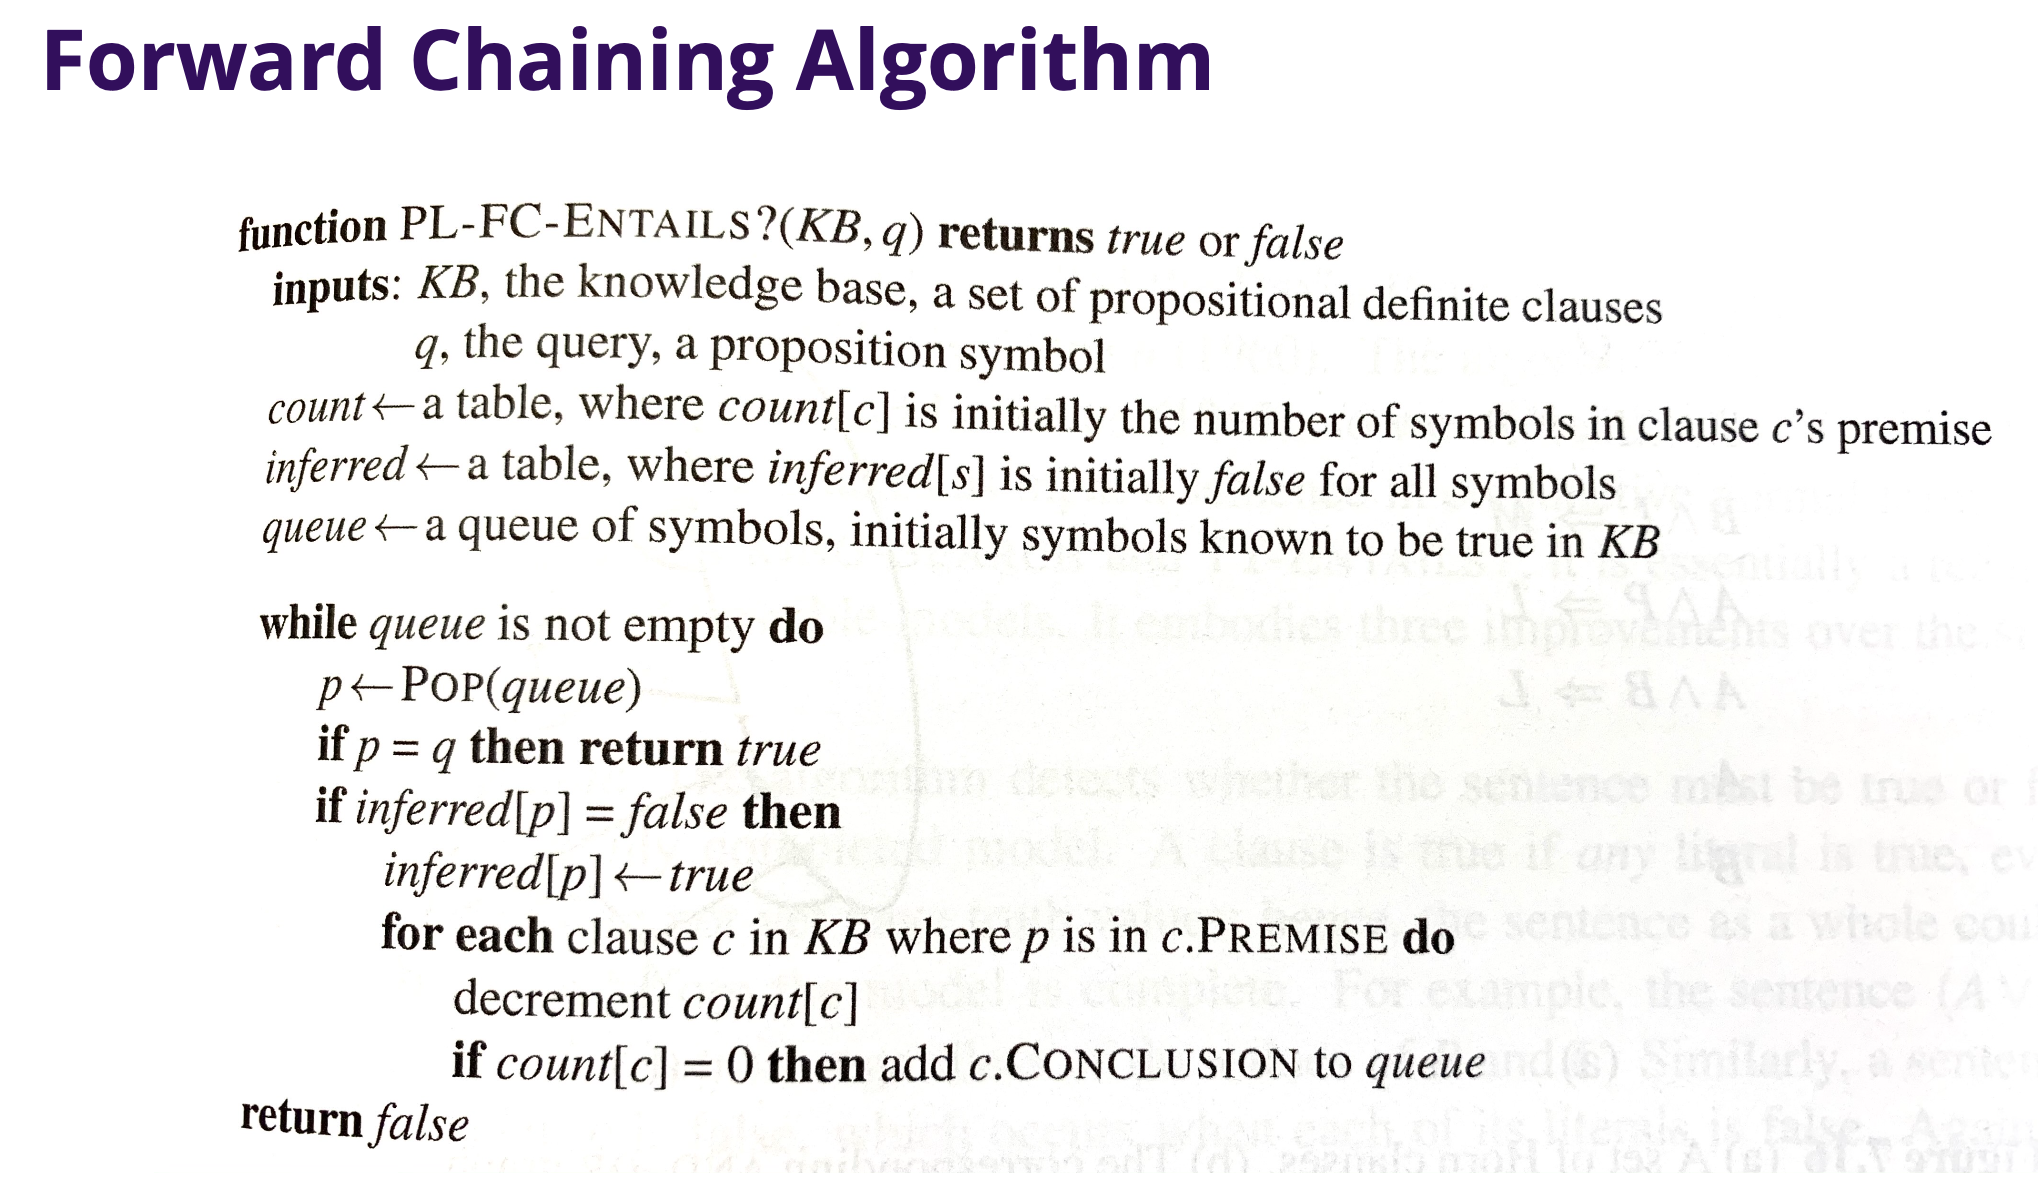 Forward Chaining Algorithm
function PL-FC-ENTAILS?(KB, q) returns true or false
inputs: KB, the knowledge base, a set of propositional definite clauses
q, the query, a proposition symbol
count ← a table, where count[c] is initially the number of symbols in clause c's premise
inferred ← a table, where inferred[s] is initially false for all symbols
queue ← a queue of symbols, initially symbols known to be true in KB
while queue is not empty do
p ← POP(queue)
if p = q then return true
if inferred[p] = false then
inferred[p] ← true
for each clause c in KB where p is in c.PREMISE do
decrement count[c]
if count[c] = 0 then add c.CONCLUSION to queue
return false